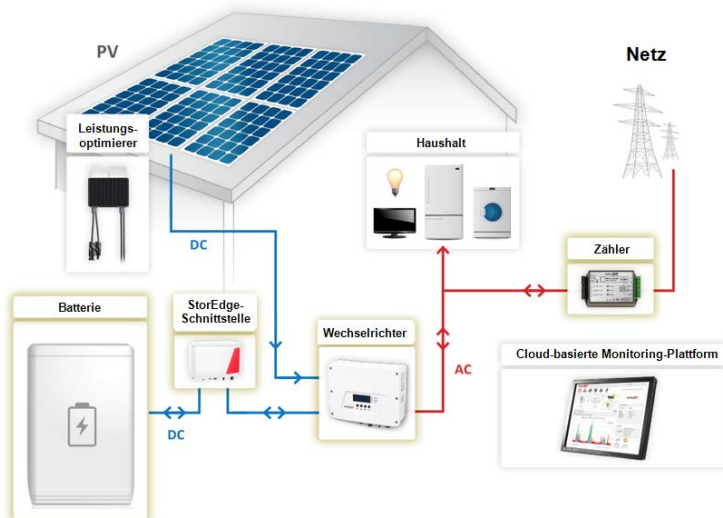 PV
Netz
Leistungs-
optimierer
Haushalt
DC
Zähler
Batterie
StorEdge-
Schnittstelle
Wechselrichter
Cloud-basierte Monitoring-Plattform
AC
DC